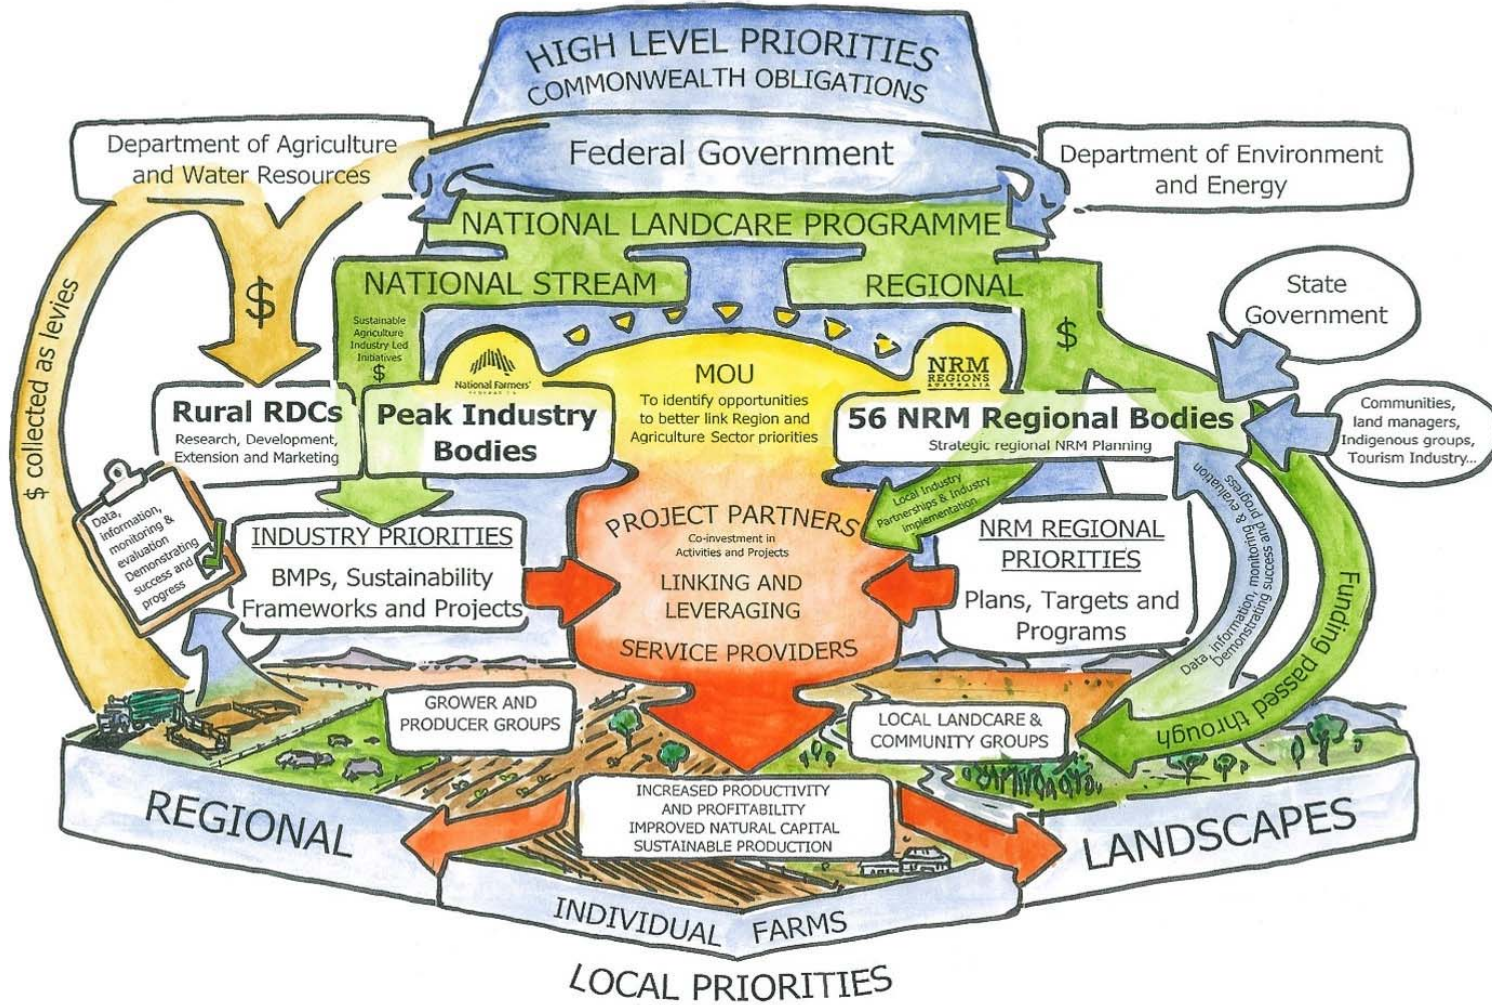 HIGH LEVEL PRIORITIES
COMMONWEALTH OBLIGATIONS
Federal Government
Department of Agriculture
and Water Resources
Department of Environment
and Energy
NATIONAL LANDCARE PROGRAMME
NATIONAL STREAM
REGIONAL
$
$
State
Government
$ collected as levies
Sustainable
Agriculture
Industry Led
Initiatives
$
National Farmers'
NRM
REGIONS
AUSTRALIA
MOU
To identify opportunities
to better link Region and
Agriculture Sector priorities
Rural RDCs
Research, Development,
Extension and Marketing
Peak Industry
Bodies
56 NRM Regional Bodies
Strategic regional NRM Planning
Communities,
land managers,
Indigenous groups,
Tourism Industry...
Data,
information,
monitoring &
evaluation
Demonstrating
success and
progress
INDUSTRY PRIORITIES
BMPs, Sustainability
Frameworks and Projects
PROJECT PARTNERS
Co-investment in
Activities and Projects
LINKING AND
LEVERAGING
SERVICE PROVIDERS
Local Industry
Partnerships & Industry
implementation
NRM REGIONAL
PRIORITIES
Plans, Targets and
Programs
Data, information, monitoring & evaluation
Demonstrating success and progress
Funding passed through
GROWER AND
PRODUCER GROUPS
LOCAL LANDCARE &
COMMUNITY GROUPS
INCREASED PRODUCTIVITY
AND PROFITABILITY
IMPROVED NATURAL CAPITAL
SUSTAINABLE PRODUCTION
REGIONAL
LANDSCAPES
INDIVIDUAL FARMS
LOCAL PRIORITIES